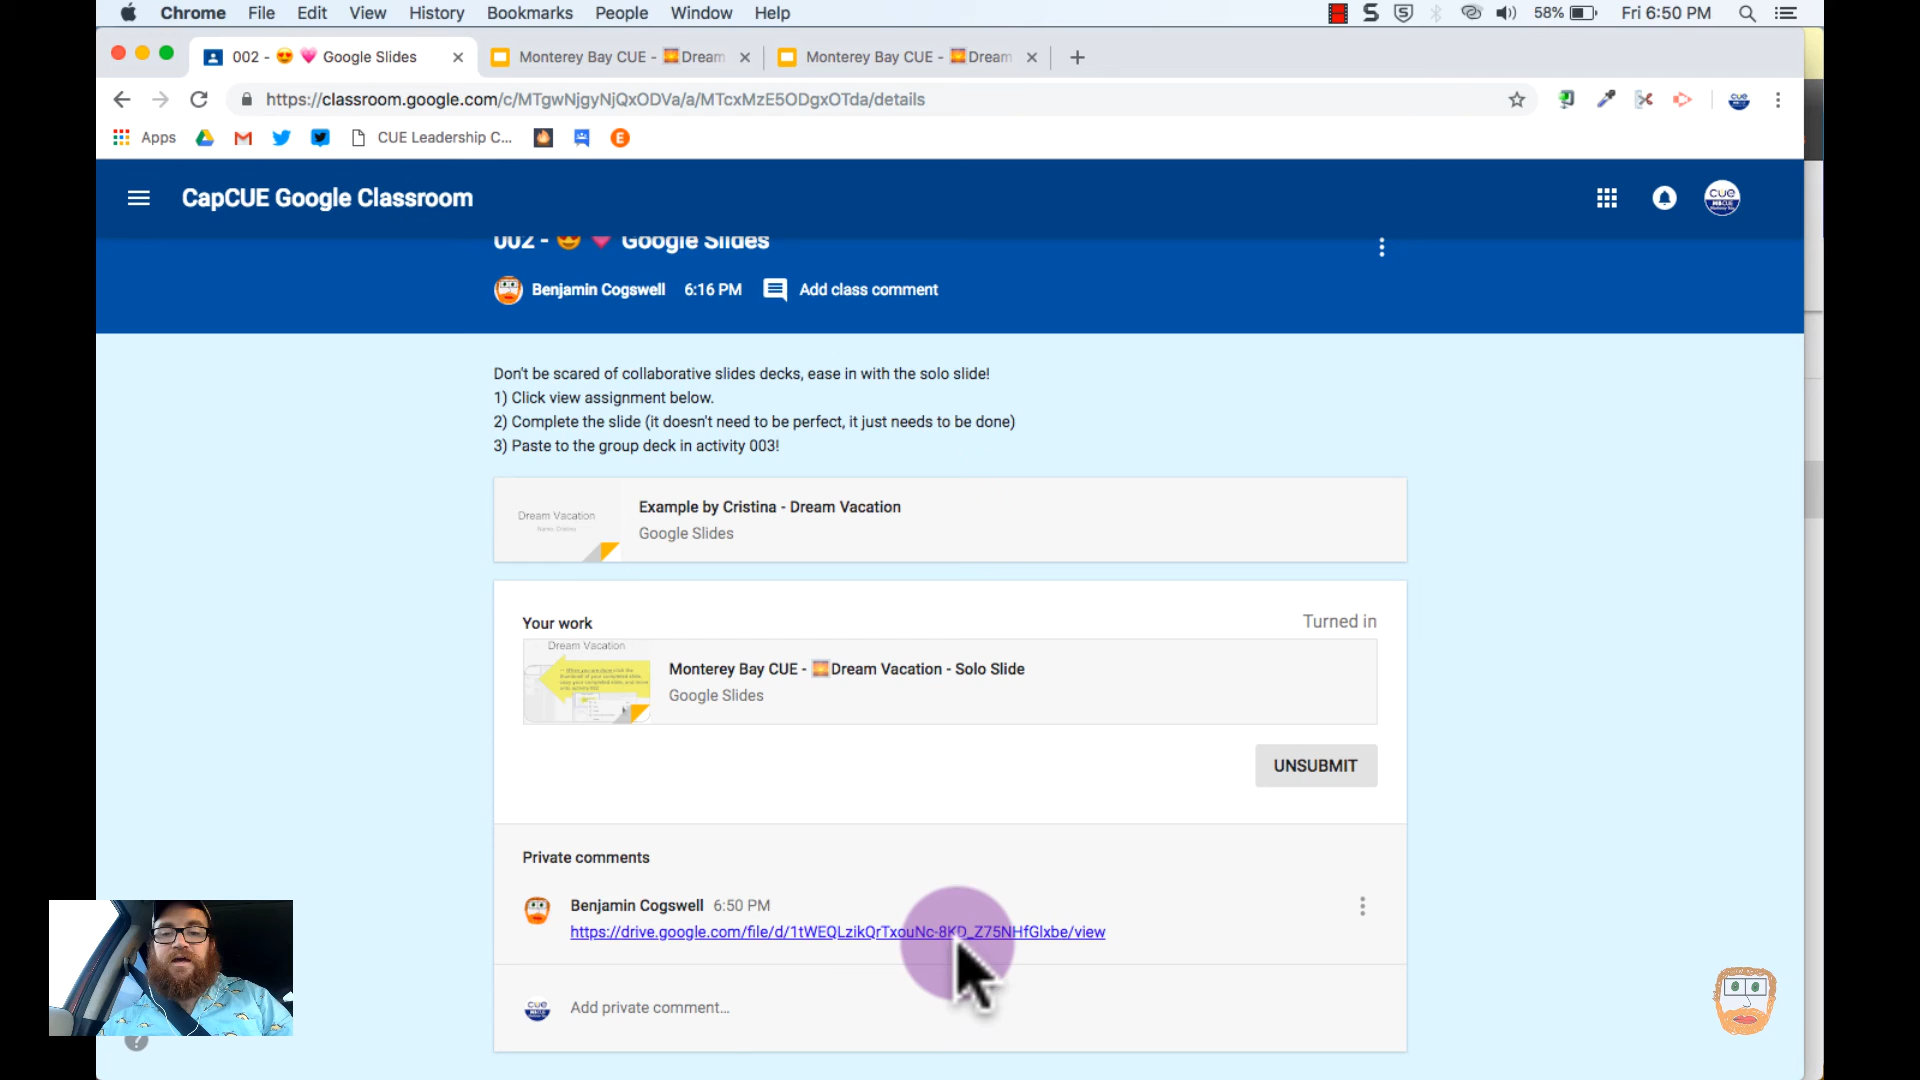 Chrome File Edit View History Bookmarks People Window Help 58% Fri 6:50 PM
002 - 😍 💗 Google Slides Monterey Bay CUE - 🌅Dream Monterey Bay CUE - 🌅Dream
https://classroom.google.com/c/MTgwNjgyNjQxODVa/a/MTcxMzE5ODgxOTda/details
Apps CUE Leadership C...
CapCUE Google Classroom
002 - 😍 💗 Google Slides
Benjamin Cogswell 6:16 PM Add class comment
Don't be scared of collaborative slides decks, ease in with the solo slide!
1) Click view assignment below.
2) Complete the slide (it doesn't need to be perfect, it just needs to be done)
3) Paste to the group deck in activity 003!
Dream Vacation
Name: Cristina
Example by Cristina - Dream Vacation
Google Slides
Your work Turned in
Dream Vacation
Monterey Bay CUE - 🌅Dream Vacation - Solo Slide
Google Slides
UNSUBMIT
Private comments
Benjamin Cogswell 6:50 PM
https://drive.google.com/file/d/1tWEQLzikQrTxouNc-8KD_Z75NHfGlxbe/view
Add private comment...